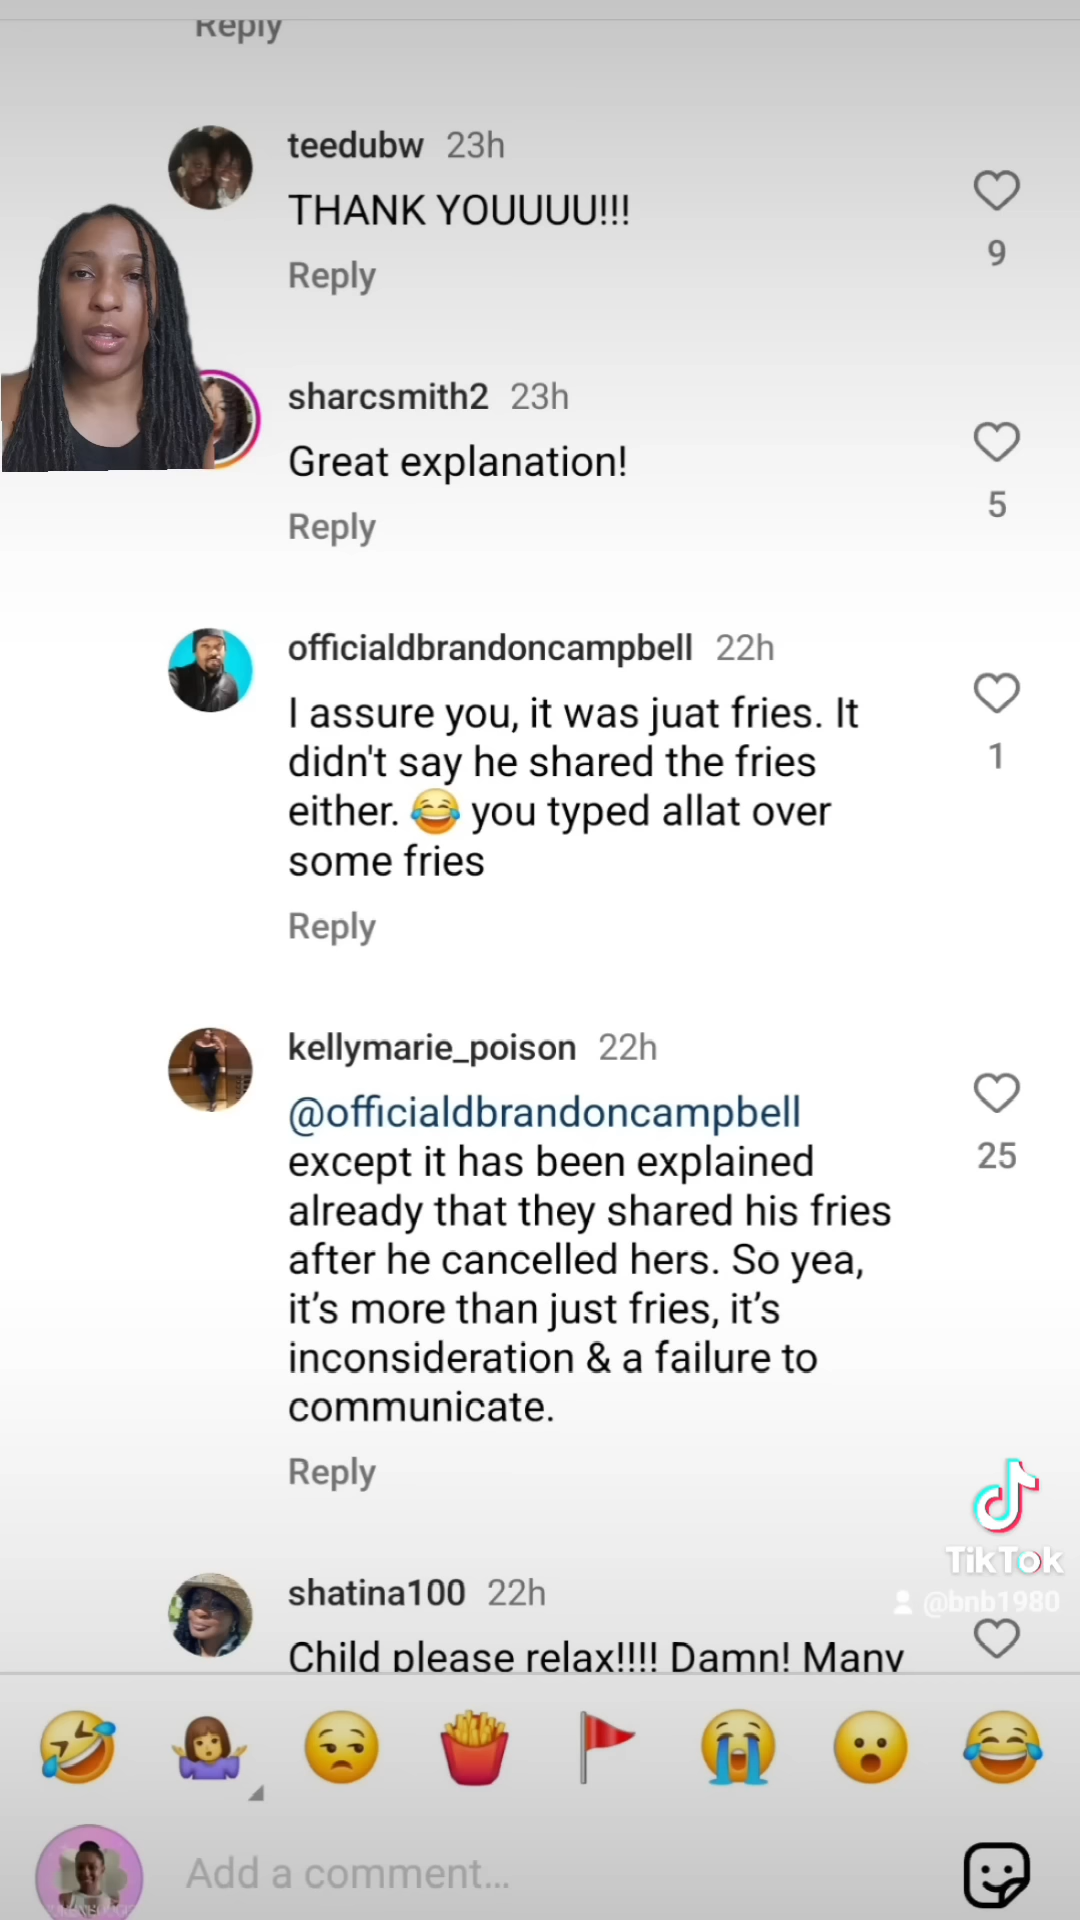 Reply
teedubw 23h
THANK YOUUUU!!!
9
Reply
sharcsmith2 23h
Great explanation!
5
Reply
officialdbrandoncampbell 22h
I assure you, it was juat fries. It
didn't say he shared the fries
either. 😂 you typed allat over
some fries
1
Reply
kellymarie_poison 22h
@officialdbrandoncampbell
except it has been explained
already that they shared his fries
after he cancelled hers. So yea,
it's more than just fries, it's
inconsideration & a failure to
communicate.
25
Reply
TikTok
@bnb1980
shatina100 22h
Child please relax!!!! Damn! Many
Add a comment...